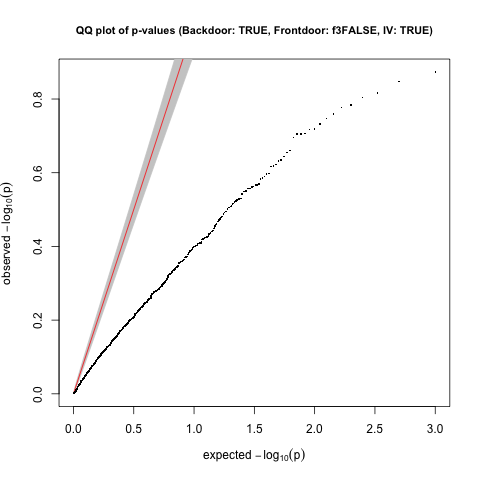 QQ plot of p-values (Backdoor: TRUE, Frontdoor: f3FALSE, IV: TRUE)
observed −log₁₀(p)
0.8
0.6
0.4
0.2
0.0
0.0 0.5 1.0 1.5 2.0 2.5 3.0
expected −log₁₀(p)